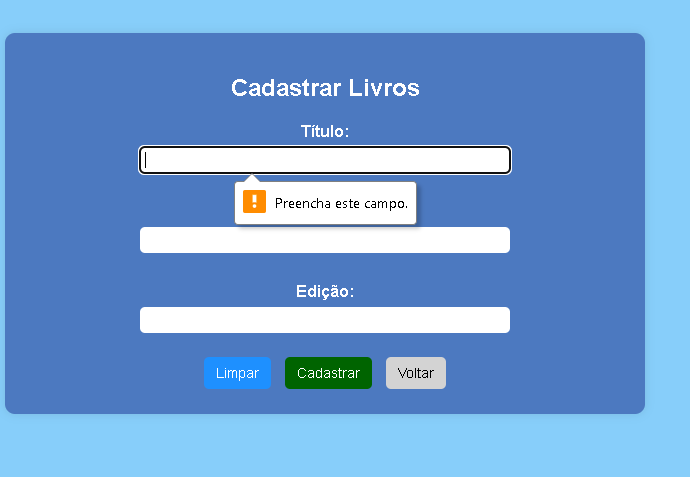 Cadastrar Livros
Título:
Preencha este campo.
Edição:
Limpar Cadastrar Voltar